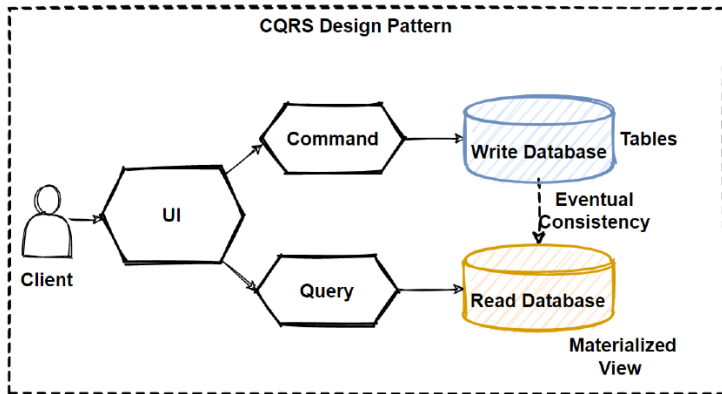 CQRS Design Pattern
Command
Write Database
Tables
UI
Eventual
Consistency
Client
Query
Read Database
Materialized
View